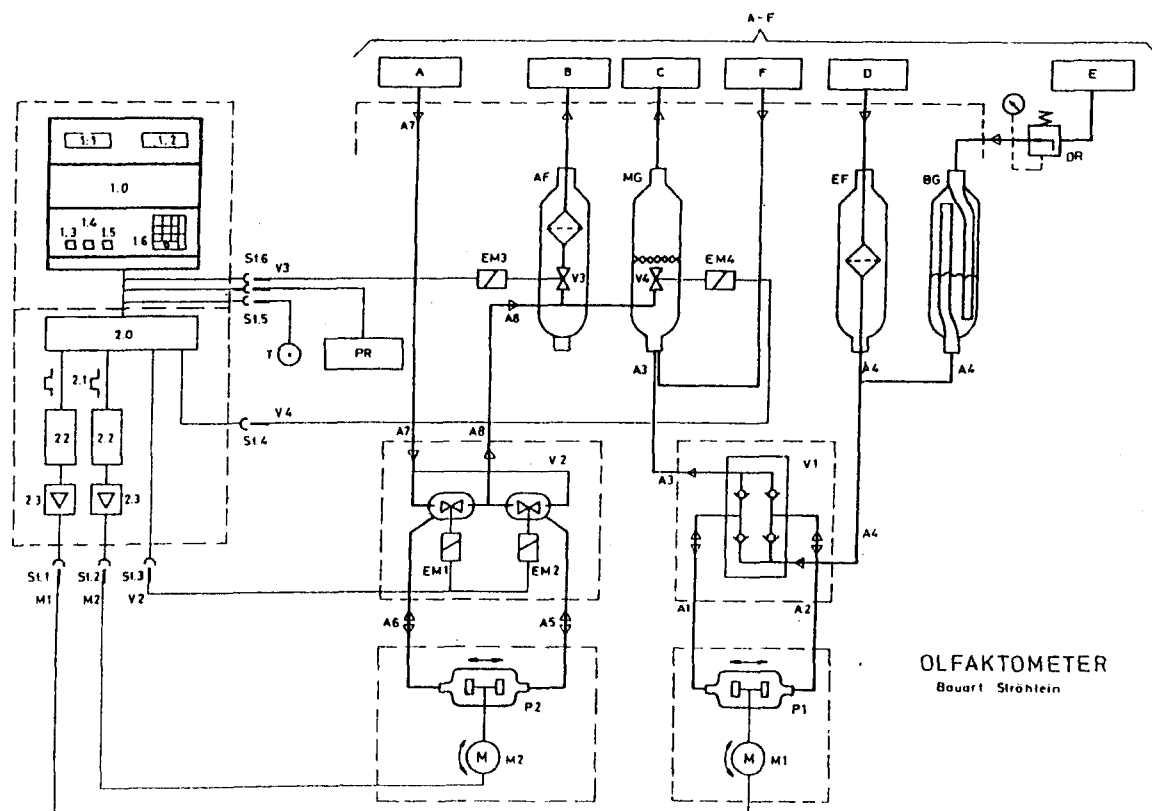 A-F
A
B
C
F
D
E
A7
1.1
1.2
1.0
1.3
1.4
1.5
1.6
AF
MG
EF
BG
DR
St.6
V3
EM3
V3
V4
EM4
St.5
A8
2.0
T
PR
A3
A4
A4
2.1
V4
St.4
2.2
2.2
A7
A8
V2
A3
V1
2.3
2.3
A4
EM1
EM2
St.1
St.2
St.3
M1
M2
V2
A1
A2
A6
A5
OLFAKTOMETER
Bauart Ströhlein
P2
P1
M
M2
M
M1